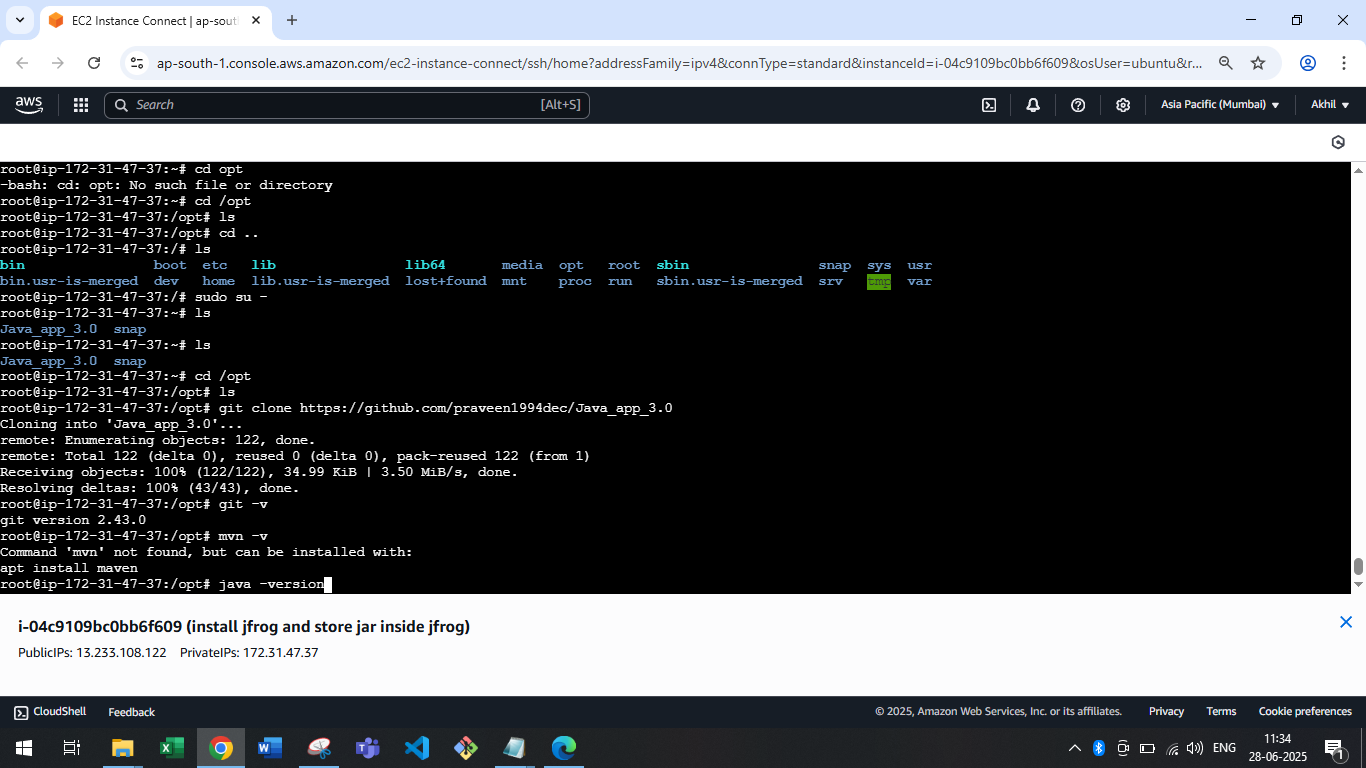 EC2 Instance Connect | ap-sout
ap-south-1.console.aws.amazon.com/ec2-instance-connect/ssh/home?addressFamily=ipv4&connType=standard&instanceId=i-04c9109bc0bb6f609&osUser=ubuntu&r...
aws Search [Alt+S] Asia Pacific (Mumbai) Akhil
root@ip-172-31-47-37:~# cd opt
-bash: cd: opt: No such file or directory
root@ip-172-31-47-37:~# cd /opt
root@ip-172-31-47-37:/opt# ls
root@ip-172-31-47-37:/opt# cd ..
root@ip-172-31-47-37:/# ls
bin boot etc lib lib64 media opt root sbin snap sys usr
bin.usr-is-merged dev home lib.usr-is-merged lost+found mnt proc run sbin.usr-is-merged srv tmp var
root@ip-172-31-47-37:/# sudo su -
root@ip-172-31-47-37:~# ls
Java_app_3.0 snap
root@ip-172-31-47-37:~# ls
Java_app_3.0 snap
root@ip-172-31-47-37:~# cd /opt
root@ip-172-31-47-37:/opt# ls
root@ip-172-31-47-37:/opt# git clone https://github.com/praveen1994dec/Java_app_3.0
Cloning into 'Java_app_3.0'...
remote: Enumerating objects: 122, done.
remote: Total 122 (delta 0), reused 0 (delta 0), pack-reused 122 (from 1)
Receiving objects: 100% (122/122), 34.99 KiB | 3.50 MiB/s, done.
Resolving deltas: 100% (43/43), done.
root@ip-172-31-47-37:/opt# git -v
git version 2.43.0
root@ip-172-31-47-37:/opt# mvn -v
Command 'mvn' not found, but can be installed with:
apt install maven
root@ip-172-31-47-37:/opt# java -version
i-04c9109bc0bb6f609 (install jfrog and store jar inside jfrog)
PublicIPs: 13.233.108.122 PrivateIPs: 172.31.47.37
CloudShell Feedback © 2025, Amazon Web Services, Inc. or its affiliates. Privacy Terms Cookie preferences
ENG 11:34
28-06-2025 1